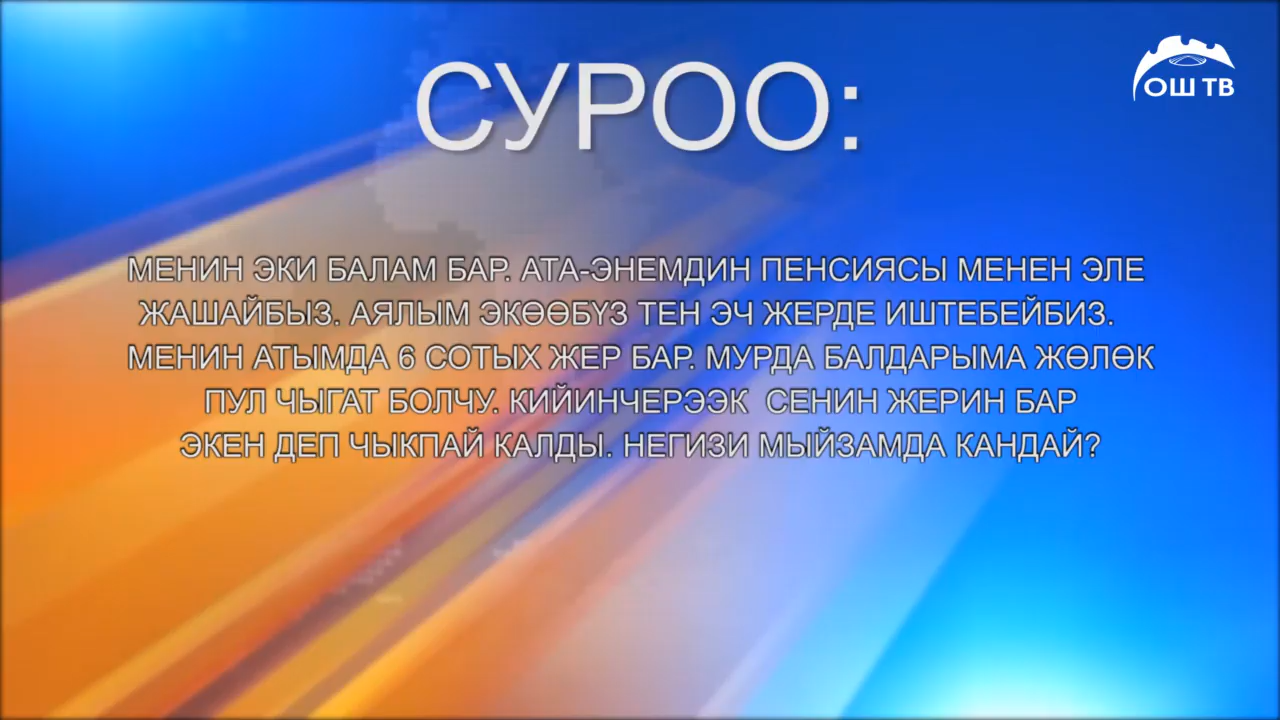 ОШ ТВ
СУРОО:
МЕНИН ЭКИ БАЛАМ БАР. АТА-ЭНЕМДИН ПЕНСИЯСЫ МЕНЕН ЭЛЕ
ЖАШАЙБЫЗ. АЯЛЫМ ЭКӨӨБҮЗ ТЕН ЭЧ ЖЕРДЕ ИШТЕБЕЙБИЗ.
МЕНИН АТЫМДА 6 СОТЫХ ЖЕР БАР. МУРДА БАЛДАРЫМА ЖӨЛӨК
ПУЛ ЧЫГАТ БОЛЧУ. КИЙИНЧЕРЭЭК  СЕНИН ЖЕРИН БАР
ЭКЕН ДЕП ЧЫКПАЙ КАЛДЫ. НЕГИЗИ МЫЙЗАМДА КАНДАЙ?